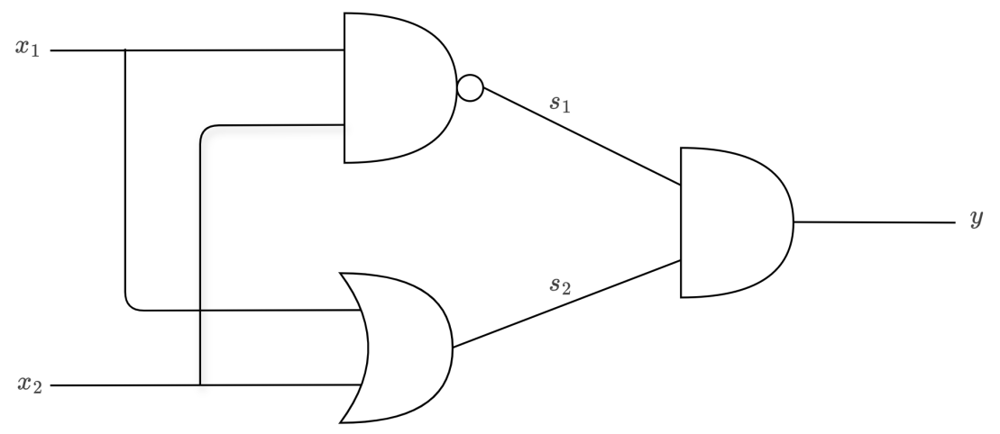 x₁
s₁
y
s₂
x₂